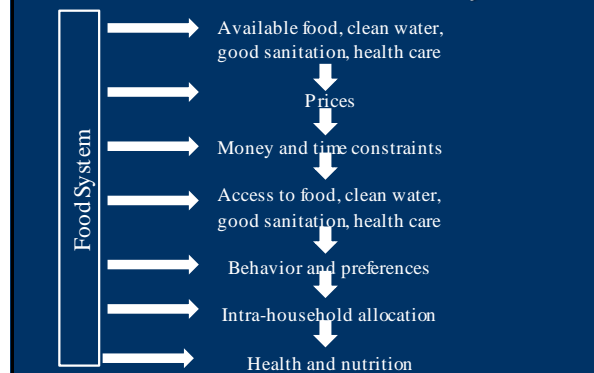 Food System
Available food, clean water,
good sanitation, health care
Prices
Money and time constraints
Access to food, clean water,
good sanitation, health care
Behavior and preferences
Intra-household allocation
Health and nutrition